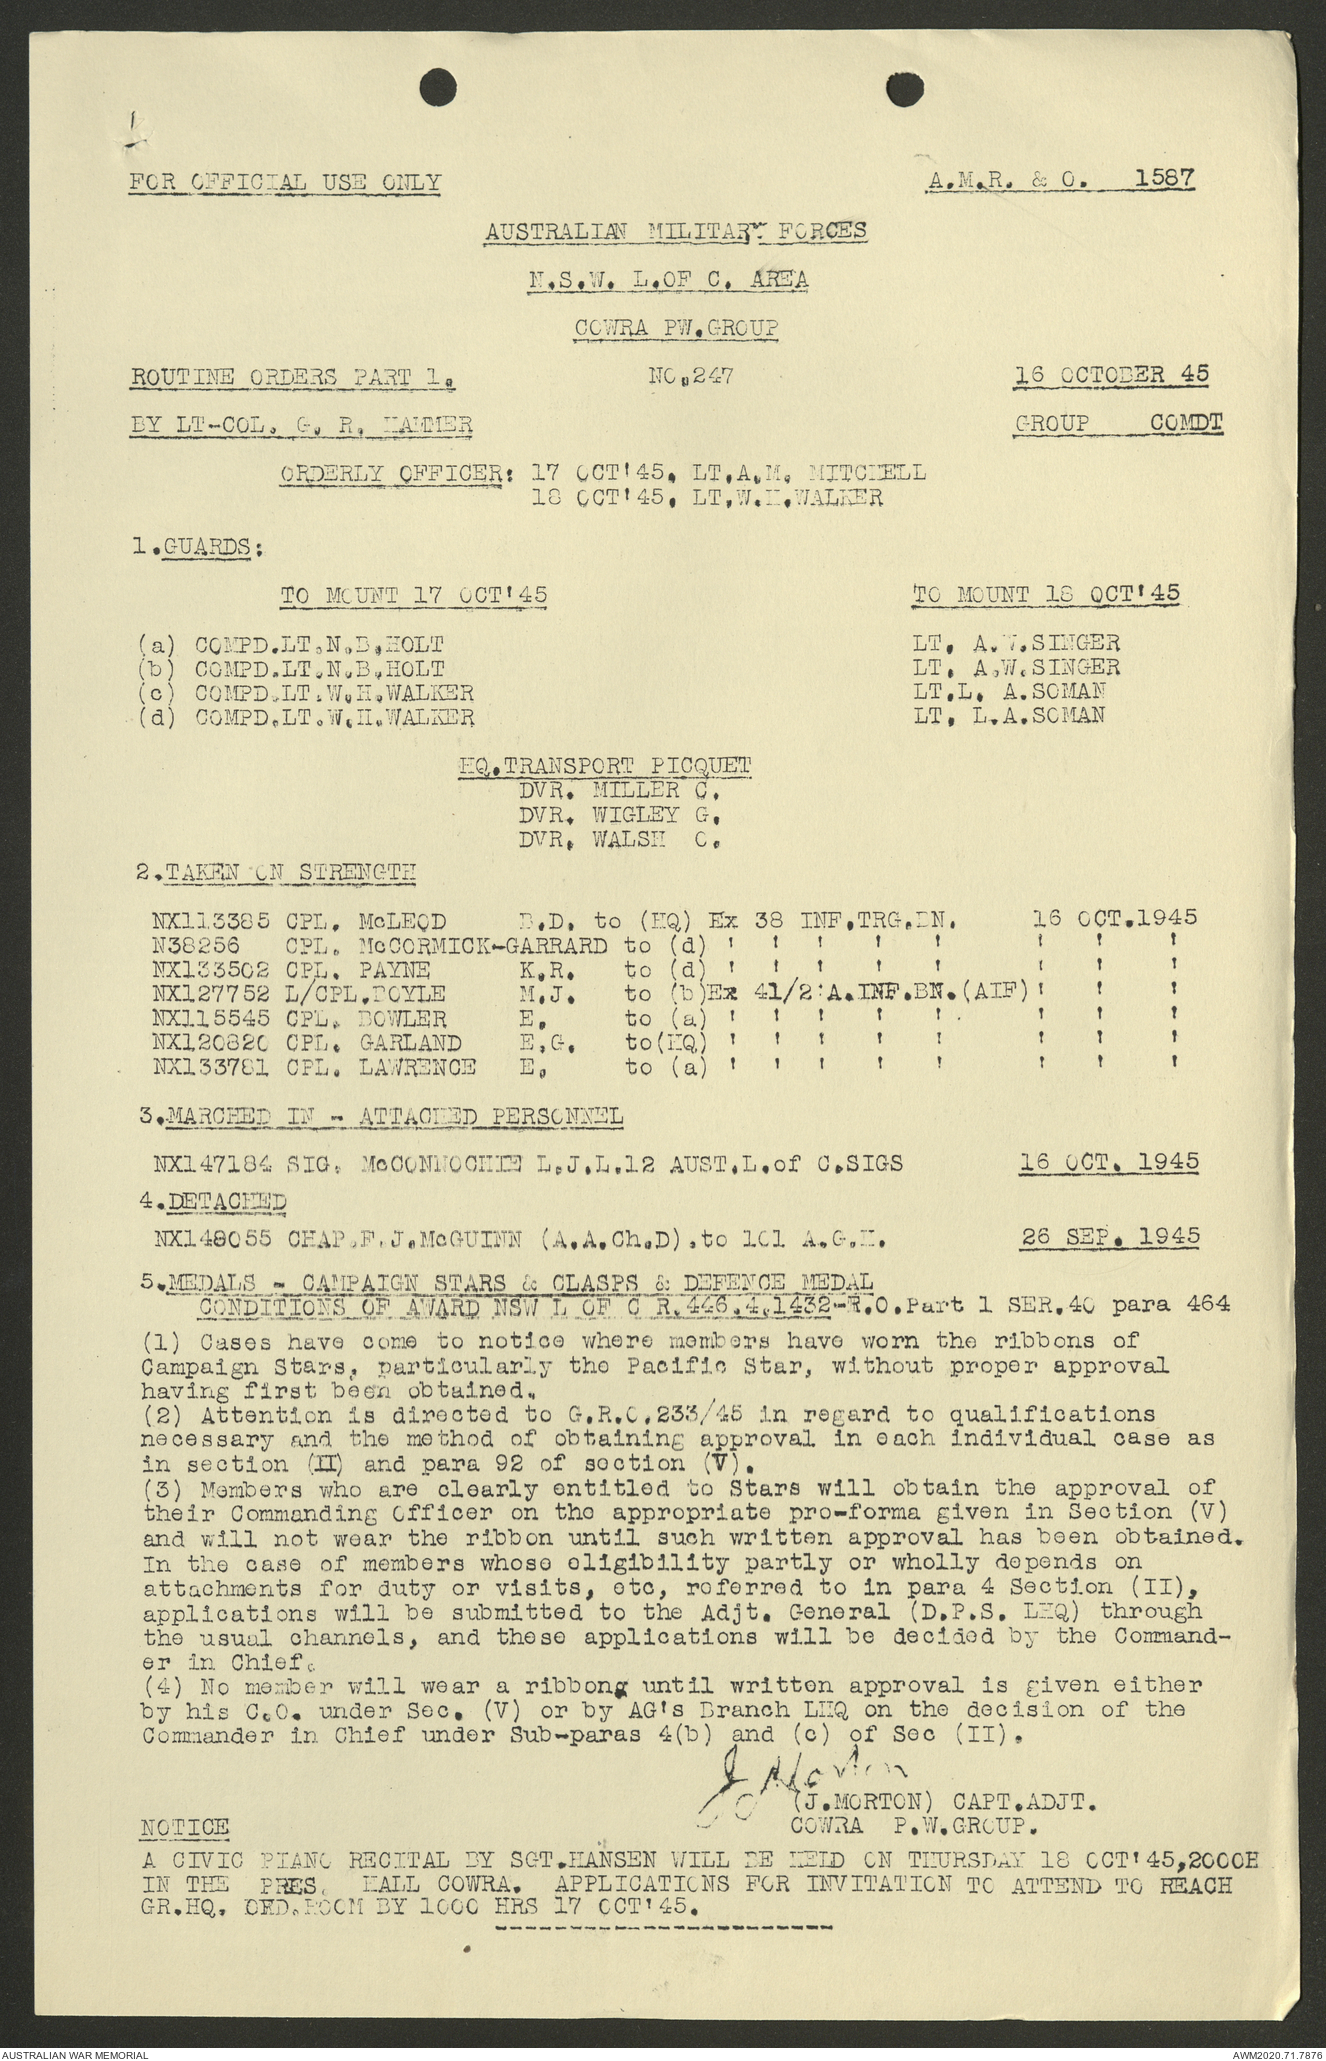 FOR OFFICIAL USE ONLY
A.M.R. & O. 1587
AUSTRALIAN MILITARY FORCES
N.S.W. L.OF C. AREA
COWRA PW.GROUP
ROUTINE ORDERS PART 1. NO.247 16 OCTOBER 45
BY LT-COL. G. R. HAMMER GROUP COMDT
ORDERLY OFFICER: 17 OCT'45. LT.A.M. MITCHELL
18 OCT'45. LT.W.H.WALKER
1.GUARDS:
TO MOUNT 17 OCT'45 TO MOUNT 18 OCT'45
(a) COMPD.LT.N.B.HOLT LT. A.W.SINGER
(b) COMPD.LT.N.B.HOLT LT. A.W.SINGER
(c) COMPD.LT.W.H.WALKER LT.L. A.SOMAN
(d) COMPD.LT.W.H.WALKER LT. L.A.SOMAN
HQ.TRANSPORT PICQUET
DVR. MILLER C.
DVR. WIGLEY G.
DVR. WALSH C.
2.TAKEN ON STRENGTH
NX113385 CPL. McLEOD B.D. to (HQ) Ex 38 INF.TRG.BN. 16 OCT.1945
N38256 CPL. McCORMICK-GARRARD to (d) ' ' ' ' ' ' ' '
NX133502 CPL. PAYNE K.R. to (d) ' ' ' ' ' ' ' '
NX127752 L/CPL.DOYLE M.J. to (b)Ex 41/2 A.INF.BN.(AIF)' ' '
NX115545 CPL. BOWLER E. to (a) ' ' ' ' ' ' ' '
NX120820 CPL. GARLAND E.G. to(HQ) ' ' ' ' ' ' ' '
NX133781 CPL. LAWRENCE E. to (a) ' ' ' ' ' ' ' '
3.MARCHED IN - ATTACHED PERSONNEL
NX147184 SIG. McCONNOCHIE L.J.L.12 AUST.L.of C.SIGS 16 OCT. 1945
4.DETACHED
NX148055 CHAP.F.J.McGUINN (A.A.Ch.D).to 101 A.G.H. 26 SEP. 1945
5.MEDALS - CAMPAIGN STARS & CLASPS & DEFENCE MEDAL
CONDITIONS OF AWARD NSW L OF C R.446.4.1432-R.O.Part 1 SER.40 para 464
(1) Cases have come to notice where members have worn the ribbons of
Campaign Stars, particularly the Pacific Star, without proper approval
having first been obtained.
(2) Attention is directed to G.R.O.233/45 in regard to qualifications
necessary and the method of obtaining approval in each individual case as
in section (II) and para 92 of section (V).
(3) Members who are clearly entitled to Stars will obtain the approval of
their Commanding Officer on the appropriate pro-forma given in Section (V)
and will not wear the ribbon until such written approval has been obtained.
In the case of members whose eligibility partly or wholly depends on
attachments for duty or visits, etc, referred to in para 4 Section (II),
applications will be submitted to the Adjt. General (D.P.S. LHQ) through
the usual channels, and these applications will be decided by the Command-
er in Chief.
(4) No member will wear a ribbon until written approval is given either
by his C.O. under Sec. (V) or by AG's Branch LHQ on the decision of the
Commander in Chief under Sub-paras 4(b) and (c) of Sec (II).
J Morton
(J.MORTON) CAPT.ADJT.
COWRA P.W.GROUP.
NOTICE
A CIVIC PIANO RECITAL BY SGT.HANSEN WILL BE HELD ON THURSDAY 18 OCT'45,2000H
IN THE PRES. HALL COWRA. APPLICATIONS FOR INVITATION TO ATTEND TO REACH
GR.HQ. ORD.ROOM BY 1000 HRS 17 OCT'45.
AUSTRALIAN WAR MEMORIAL AWM2020.71.7876